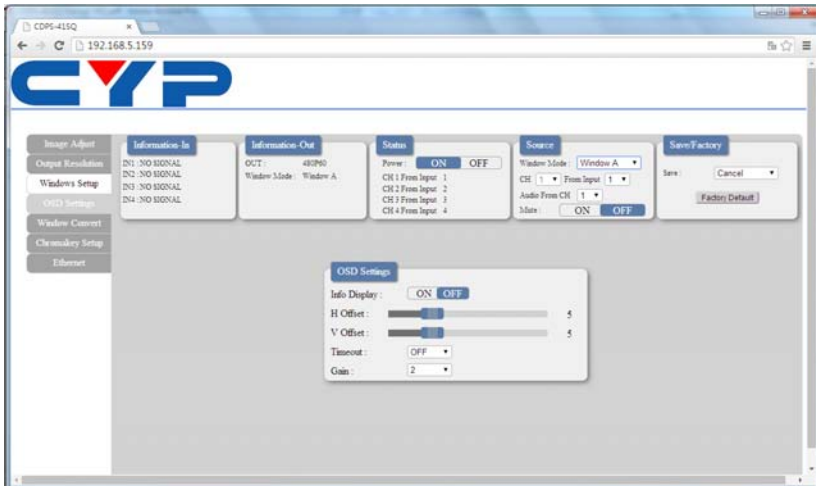 CDPS-41SQ
192.168.5.159
CYP
Image Adjust
Output Resolution
Windows Setup
OSD Settings
Window Convert
Chromakey Setup
Ethernet
Information-In
IN1 : NO SIGNAL
IN2 : NO SIGNAL
IN3 : NO SIGNAL
IN4 : NO SIGNAL
Information-Out
OUT : 480P60
Window Mode : Window A
Status
Power : ON OFF
CH 1 From Input 1
CH 2 From Input 2
CH 3 From Input 3
CH 4 From Input 4
Source
Window Mode : Window A
CH 1 From Input 1
Audio From CH 1
Mute : ON OFF
Save/Factory
Save : Cancel
Factory Default
OSD Settings
Info Display : ON OFF
H Offset : 5
V Offset : 5
Timeout : OFF
Gain : 2